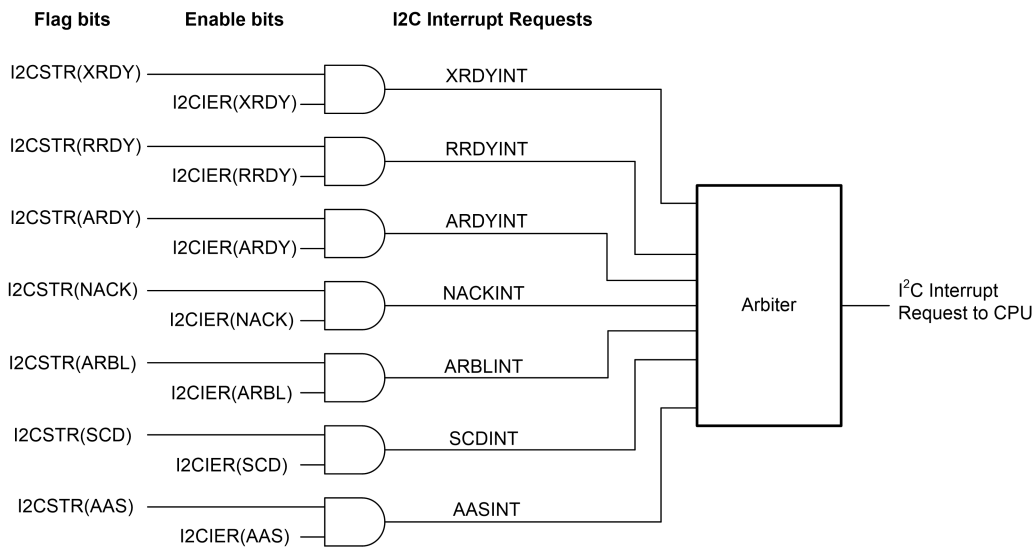 Flag bits Enable bits I2C Interrupt Requests
I2CSTR(XRDY)
XRDYINT
I2CIER(XRDY)
I2CSTR(RRDY)
RRDYINT
I2CIER(RRDY)
I2CSTR(ARDY)
ARDYINT
I2CIER(ARDY)
I2CSTR(NACK)
NACKINT
I2CIER(NACK)
Arbiter
I²C Interrupt
Request to CPU
I2CSTR(ARBL)
ARBLINT
I2CIER(ARBL)
I2CSTR(SCD)
SCDINT
I2CIER(SCD)
I2CSTR(AAS)
AASINT
I2CIER(AAS)